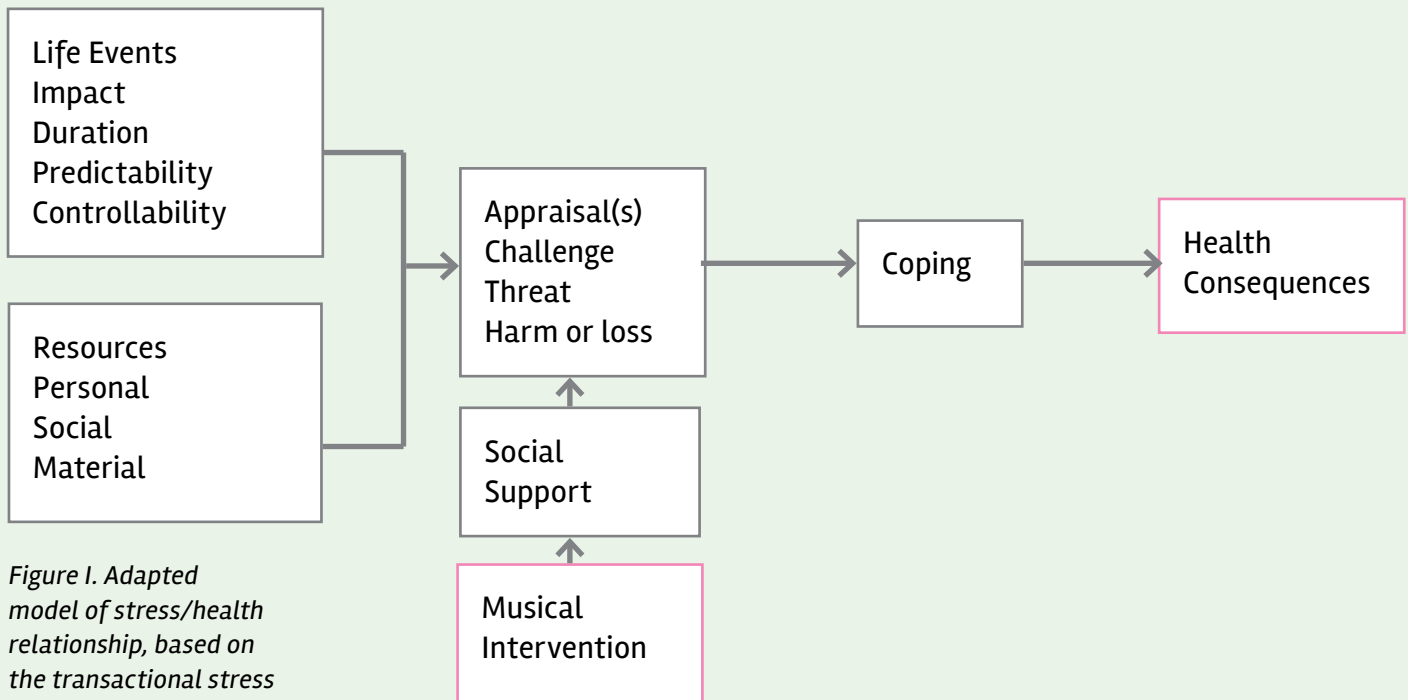 Life Events
Impact
Duration
Predictability
Controllability
Resources
Personal
Social
Material
Appraisal(s)
Challenge
Threat
Harm or loss
Social
Support
Musical
Intervention
Coping
Health
Consequences
Figure I. Adapted
model of stress/health
relationship, based on
the transactional stress